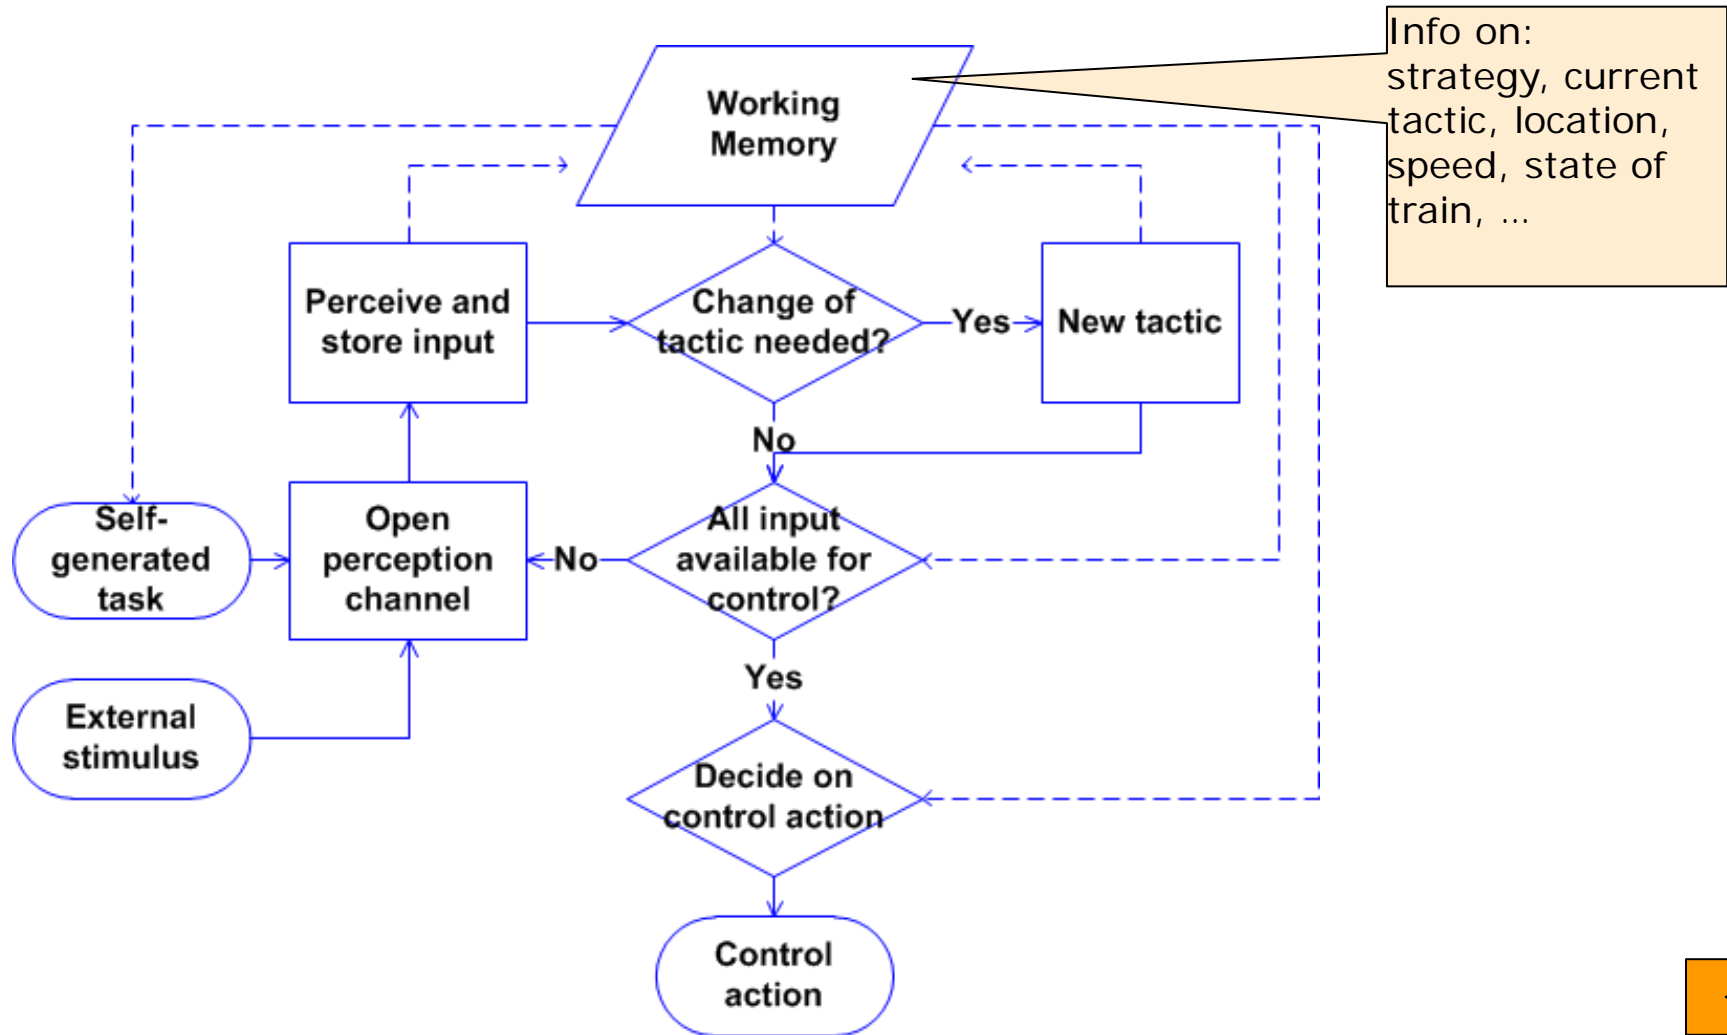 Info on:
strategy, current
tactic, location,
speed, state of
train, ...
Working
Memory
Perceive and
store input
Change of
tactic needed?
Yes
New tactic
No
Self-
generated
task
Open
perception
channel
No
All input
available for
control?
Yes
External
stimulus
Decide on
control action
Control
action